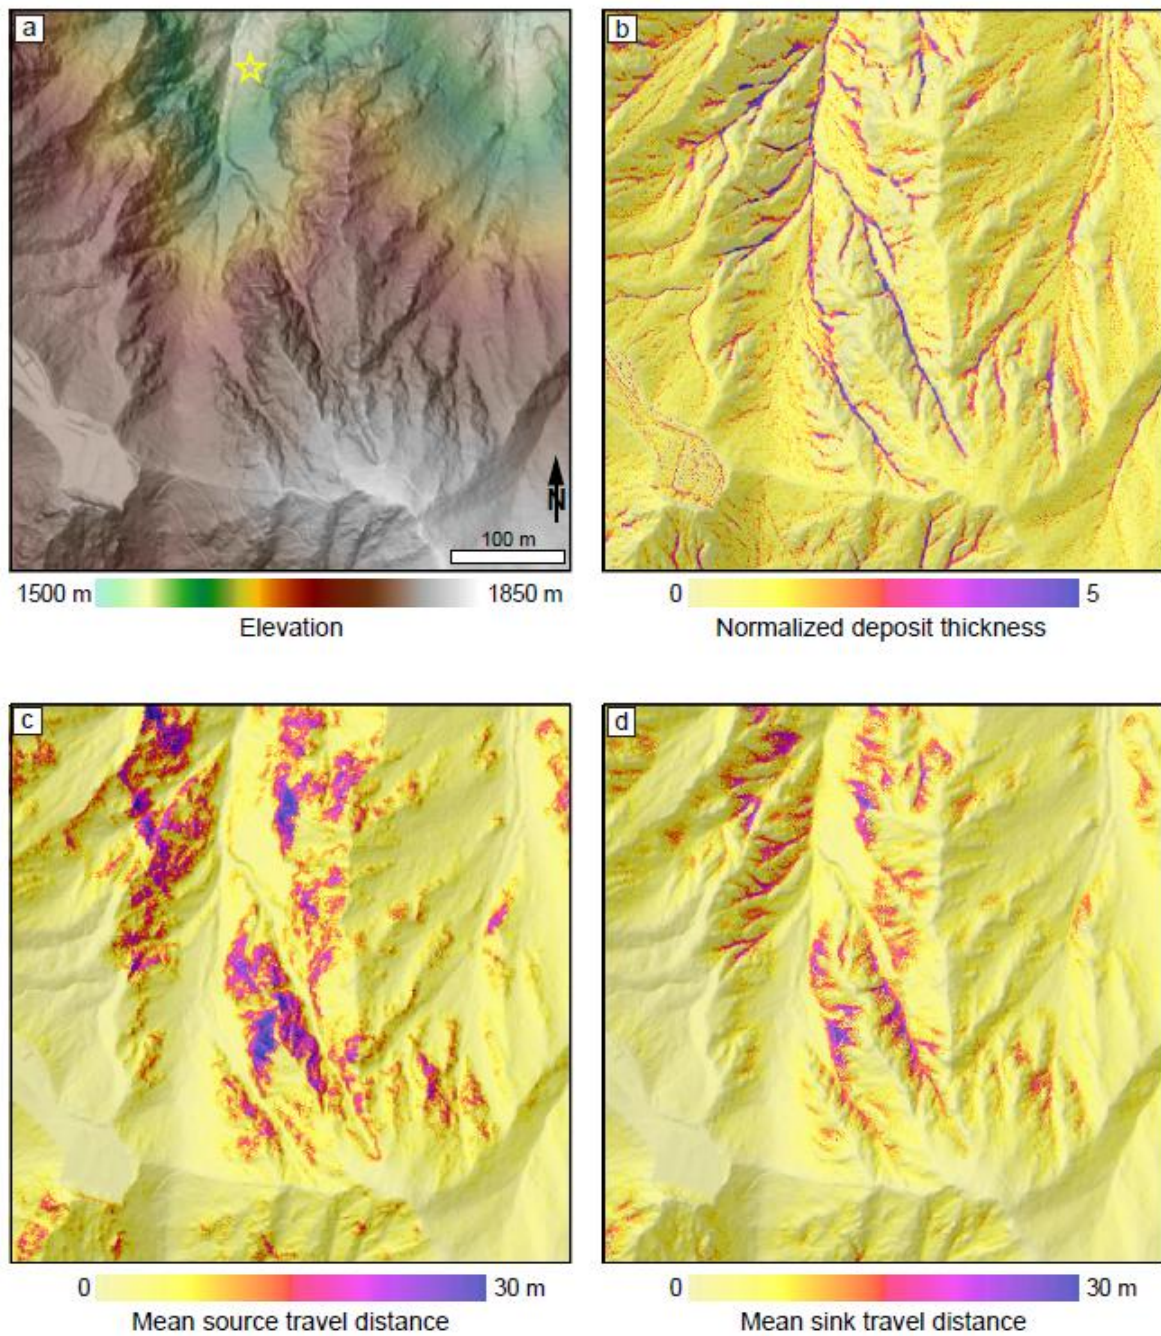 a
b
N
100 m
1500 m
1850 m
Elevation
0
5
Normalized deposit thickness
c
d
0
30 m
Mean source travel distance
0
30 m
Mean sink travel distance